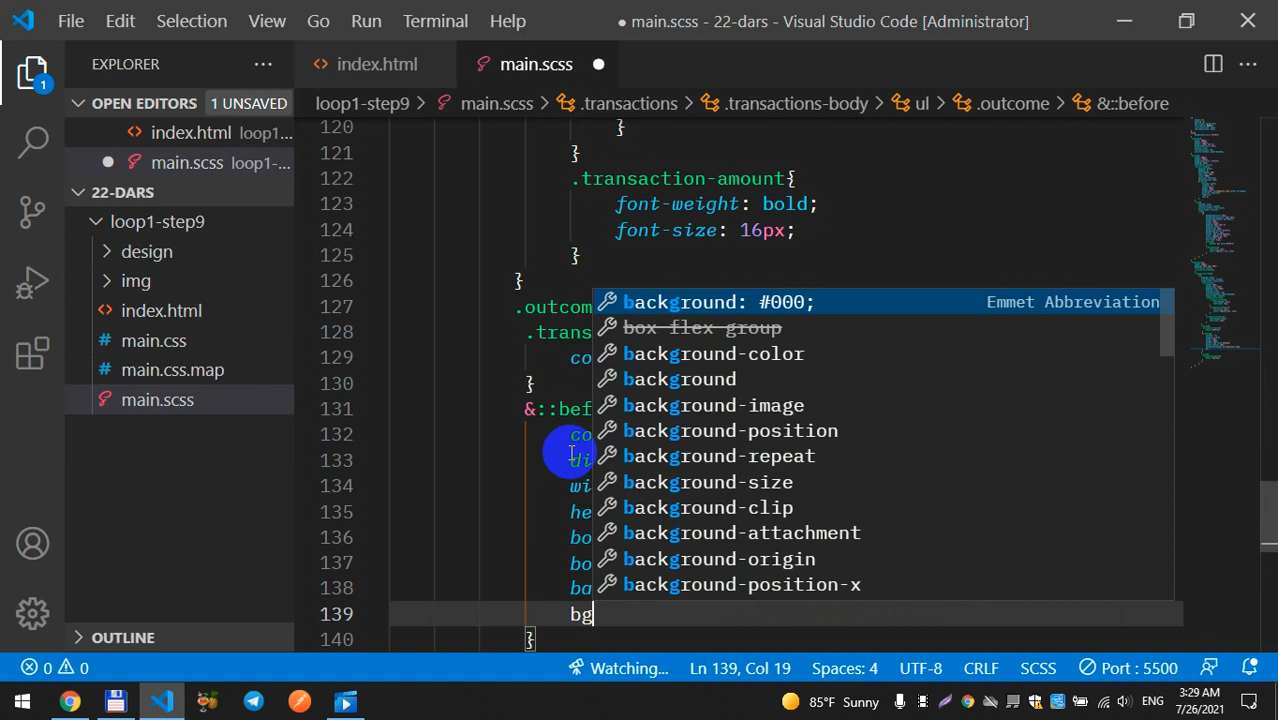 File Edit Selection View Go Run Terminal Help ● main.scss - 22-dars - Visual Studio Code [Administrator]
EXPLORER ··· index.html main.scss
OPEN EDITORS 1 UNSAVED
index.html loop1-...
main.scss loop1-...
22-DARS
loop1-step9
design
img
index.html
main.css
main.css.map
main.scss
OUTLINE
1
loop1-step9 > main.scss > .transactions > .transactions-body > ul > .outcome > &::before
120 }
121 }
122 .transaction-amount{
123 font-weight: bold;
124 font-size: 16px;
125 }
126 }
127 .outcom
128 .trans
129 co
130 }
131 &::bef
132 co
133 di
134 wi
135 he
136 bo
137 bo
138 ba
139 bg
140 }
background: #000; Emmet Abbreviation
box-flex-group
background-color
background
background-image
background-position
background-repeat
background-size
background-clip
background-attachment
background-origin
background-position-x
0 0 Watching... Ln 139, Col 19 Spaces: 4 UTF-8 CRLF SCSS Port : 5500
85°F Sunny ENG 3:29 AM
7/26/2021